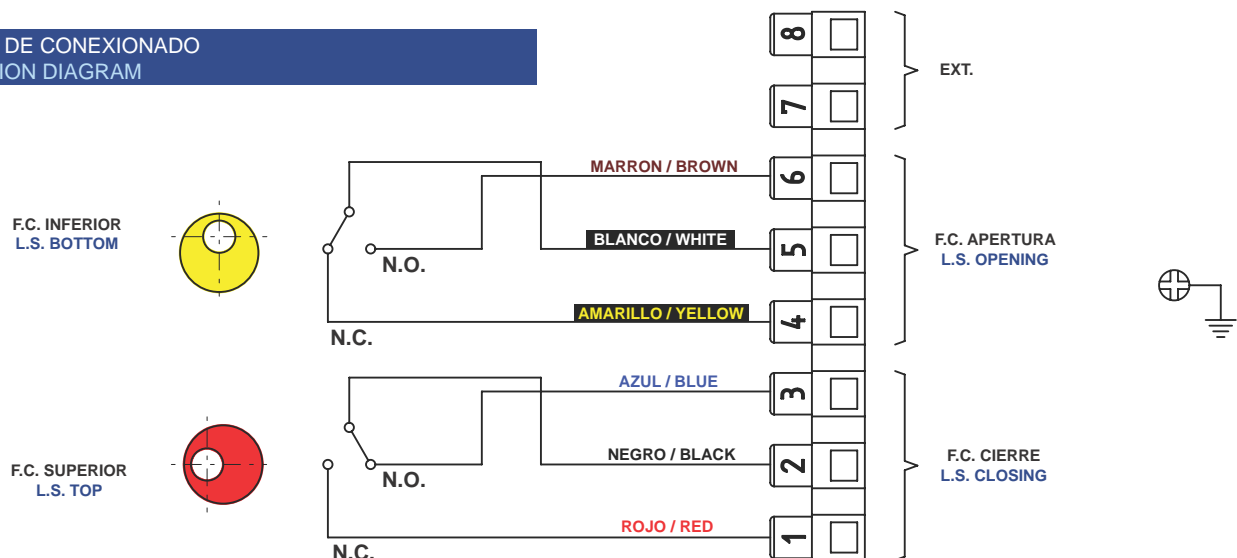 DE CONEXIONADO
ION DIAGRAM
8
EXT.
7
MARRON / BROWN
6
F.C. INFERIOR
L.S. BOTTOM
BLANCO / WHITE
5
F.C. APERTURA
L.S. OPENING
N.O.
AMARILLO / YELLOW
4
N.C.
AZUL / BLUE
3
F.C. SUPERIOR
L.S. TOP
NEGRO / BLACK
2
F.C. CIERRE
L.S. CLOSING
N.O.
ROJO / RED
1
N.C.